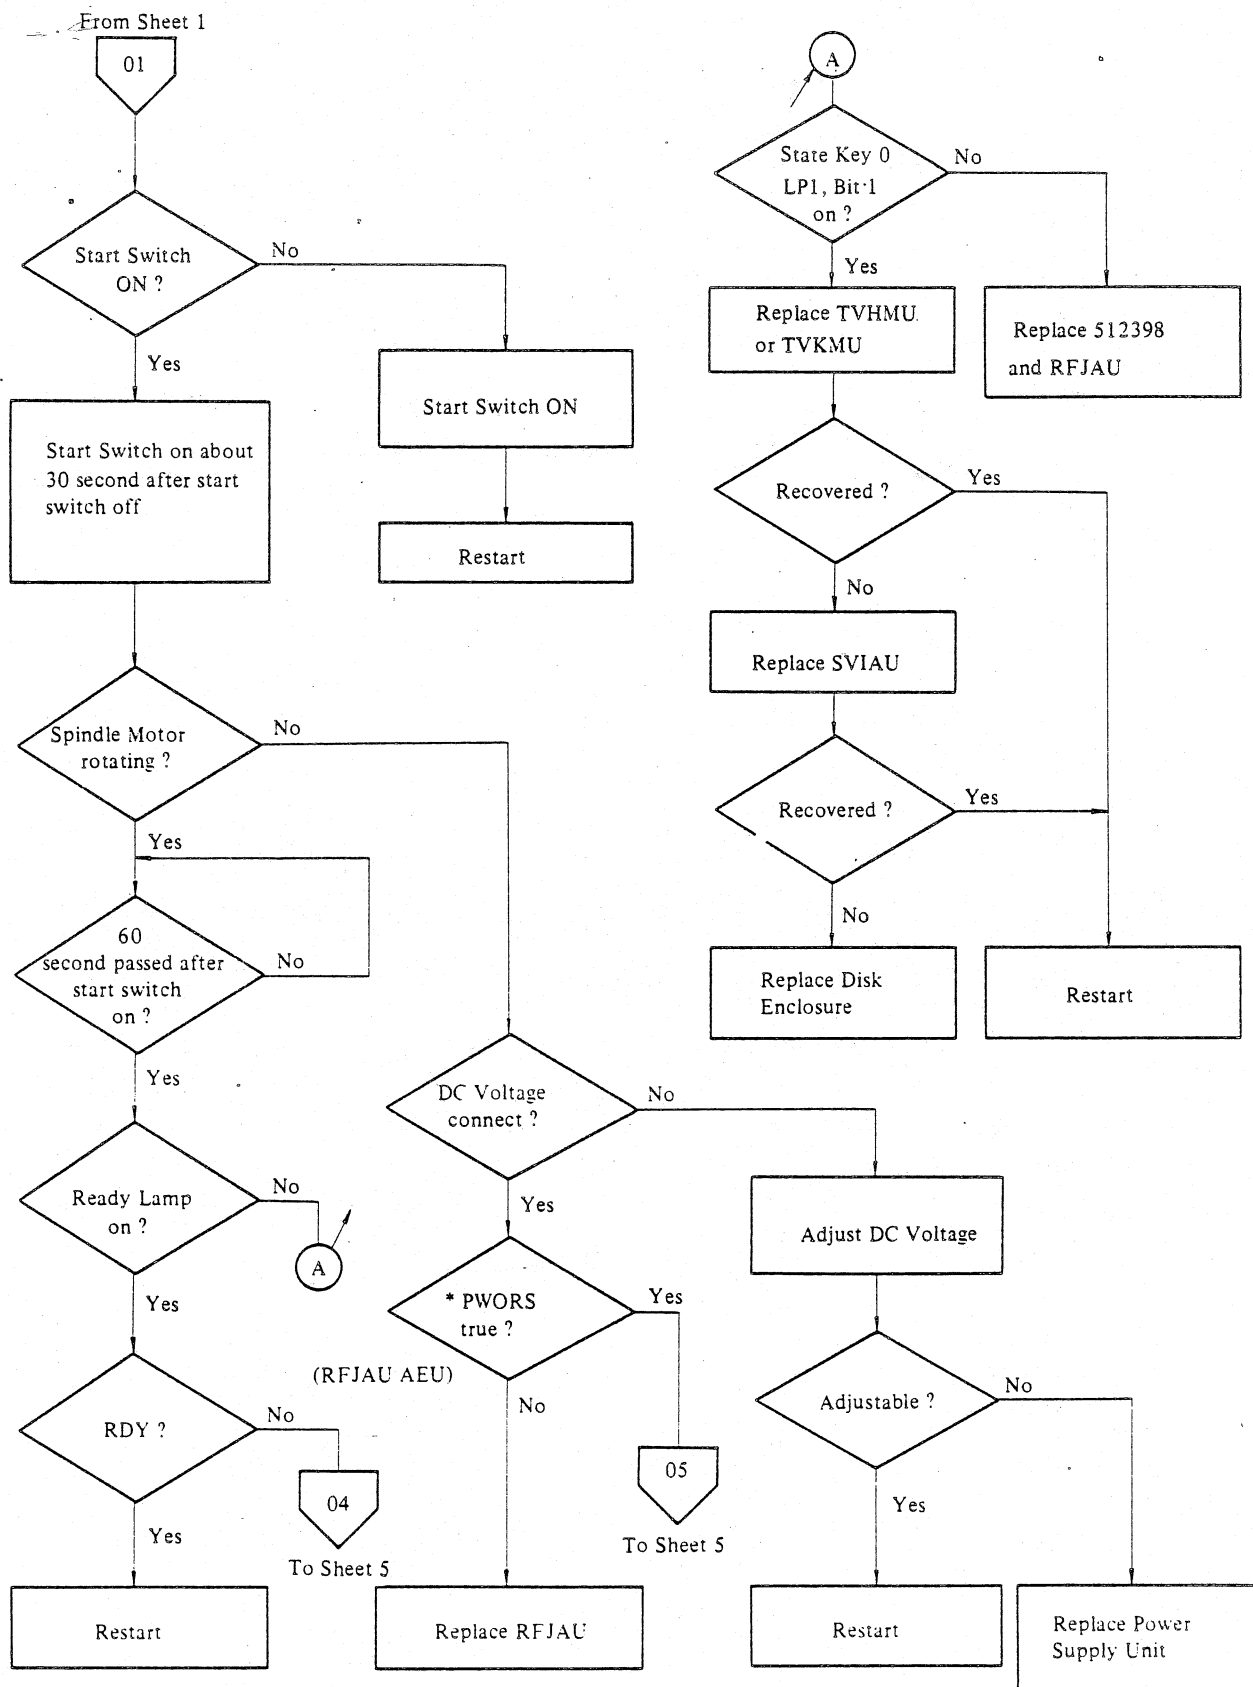 From Sheet 1
01
Start Switch
ON ?
No
Yes
Start Switch ON
Start Switch on about
30 second after start
switch off
Restart
Spindle Motor
rotating ?
No
Yes
60
second passed after
start switch
on ?
No
Yes
Ready Lamp
on ?
No
A
Yes
RDY ?
No
04
To Sheet 5
Yes
Restart
DC Voltage
connect ?
No
Yes
* PWORS
true ?
Yes
(RFJAU AEU)
No
05
To Sheet 5
Replace RFJAU
Adjust DC Voltage
Adjustable ?
No
Yes
Restart
Replace Power
Supply Unit
A
State Key 0
LP1, Bit·1
on ?
No
Yes
Replace TVHMU.
or TVKMU
Replace 512398
and RFJAU
Recovered ?
Yes
No
Replace SVIAU
Recovered ?
Yes
No
Replace Disk
Enclosure
Restart